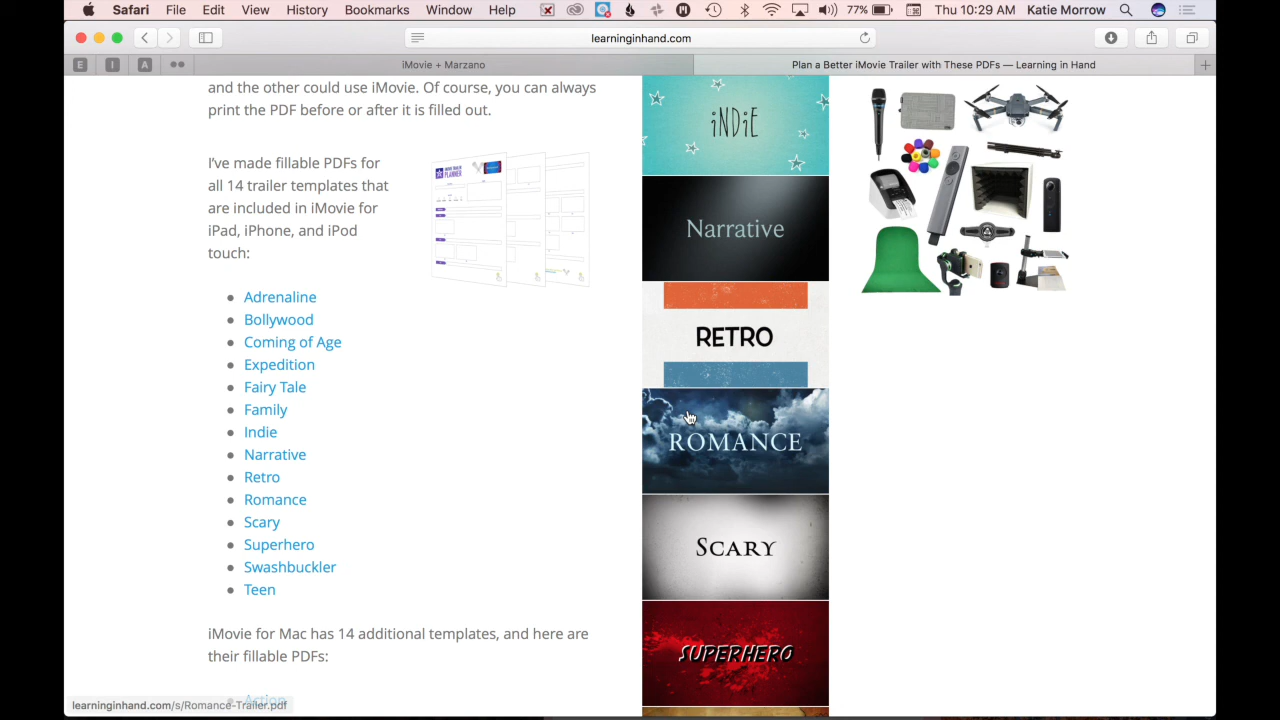 Safari File Edit View History Bookmarks Window Help 77% Thu 10:29 AM Katie Morrow
learninginhand.com
E I A iMovie + Marzano Plan a Better iMovie Trailer with These PDFs — Learning in Hand
and the other could use iMovie. Of course, you can always
print the PDF before or after it is filled out.
I've made fillable PDFs for
all 14 trailer templates that
are included in iMovie for
iPad, iPhone, and iPod
touch:
Adrenaline
Bollywood
Coming of Age
Expedition
Fairy Tale
Family
Indie
Narrative
Retro
Romance
Scary
Superhero
Swashbuckler
Teen
iMovie for Mac has 14 additional templates, and here are
their fillable PDFs:
Action
learninginhand.com/s/Romance-Trailer.pdf
PLANNER
iNDiE
Narrative
RETRO
ROMANCE
SCARY
SUPERHERO